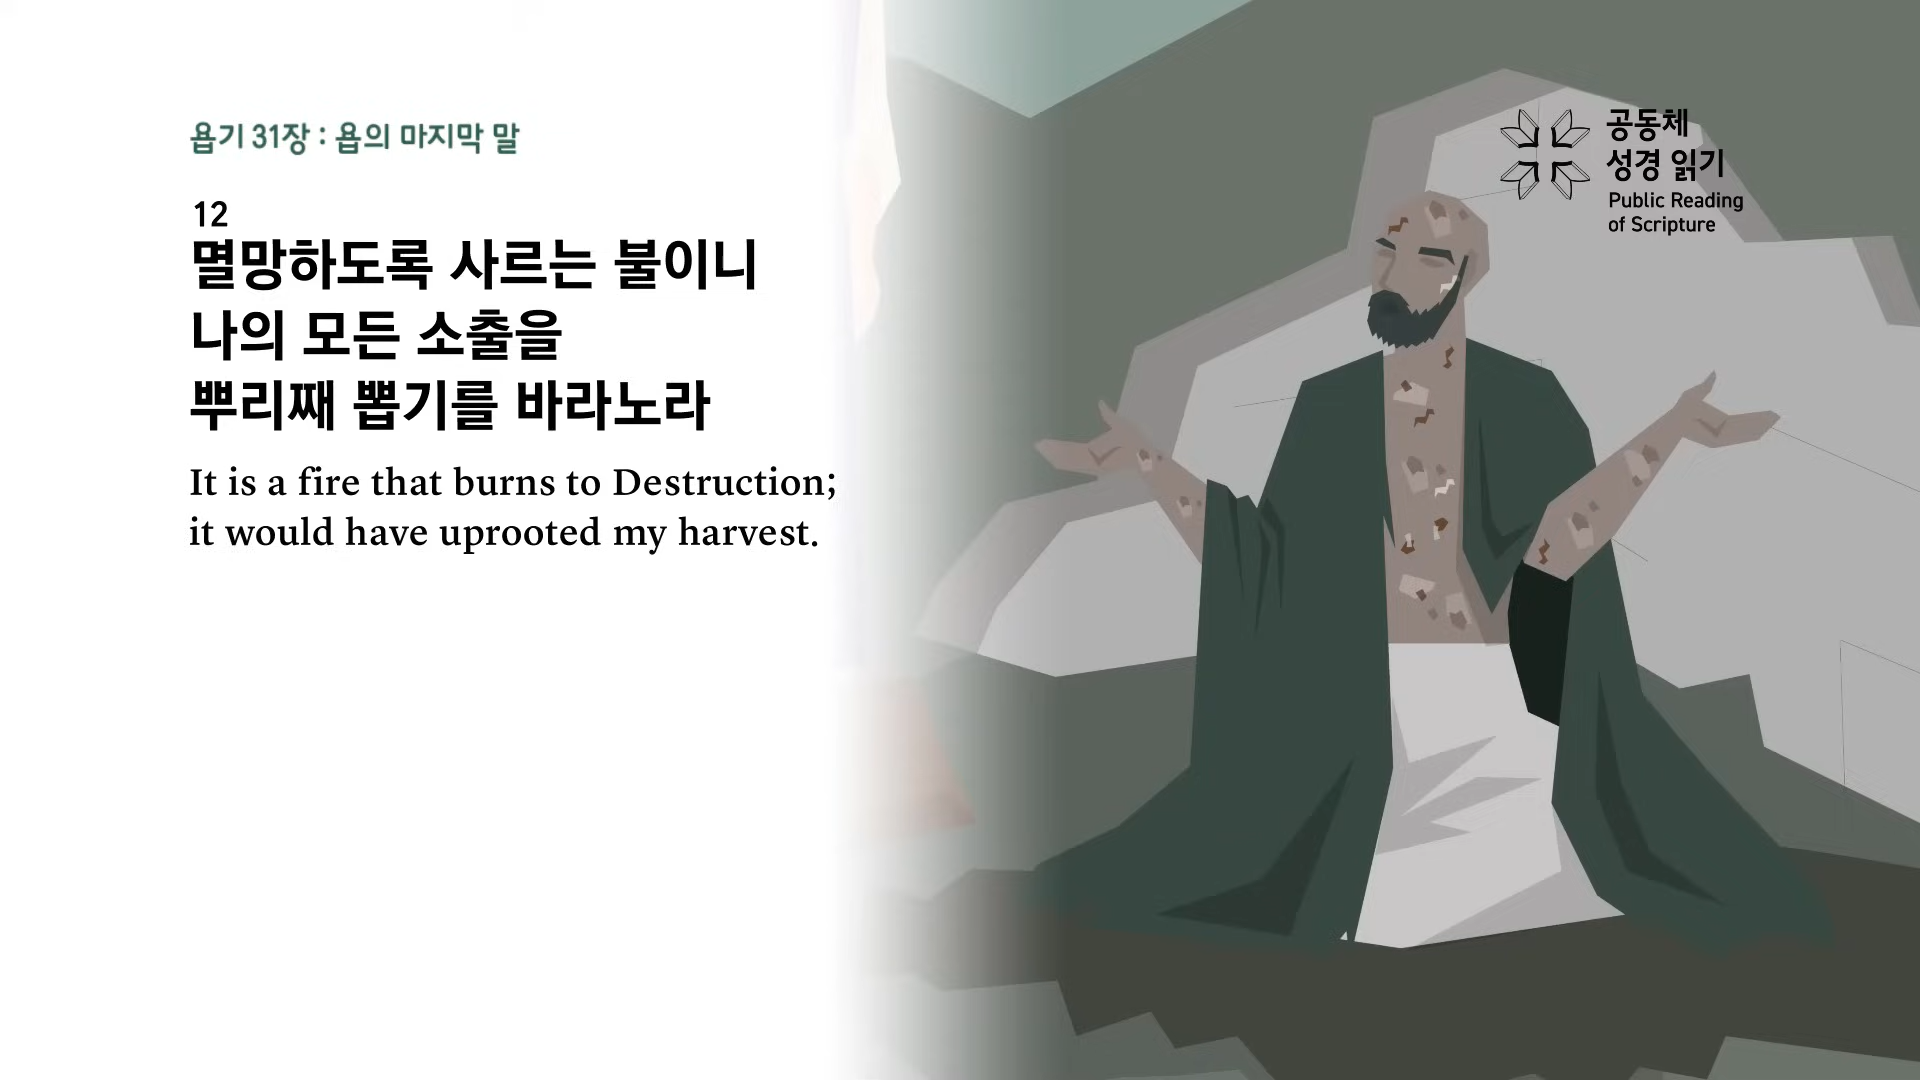 욥기 31장 : 욥의 마지막 말
12
멸망하도록 사르는 불이니
나의 모든 소출을
뿌리째 뽑기를 바라노라
It is a fire that burns to Destruction;
it would have uprooted my harvest.
공동체
성경 읽기
Public Reading
of Scripture